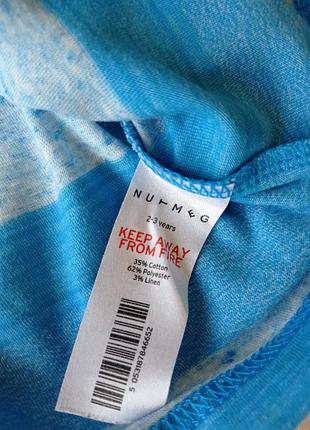 NUTMEG
2-3 years
KEEP AWAY
FROM FIRE
35% Cotton
62% Polyester
3% Linen
5 053187 846652